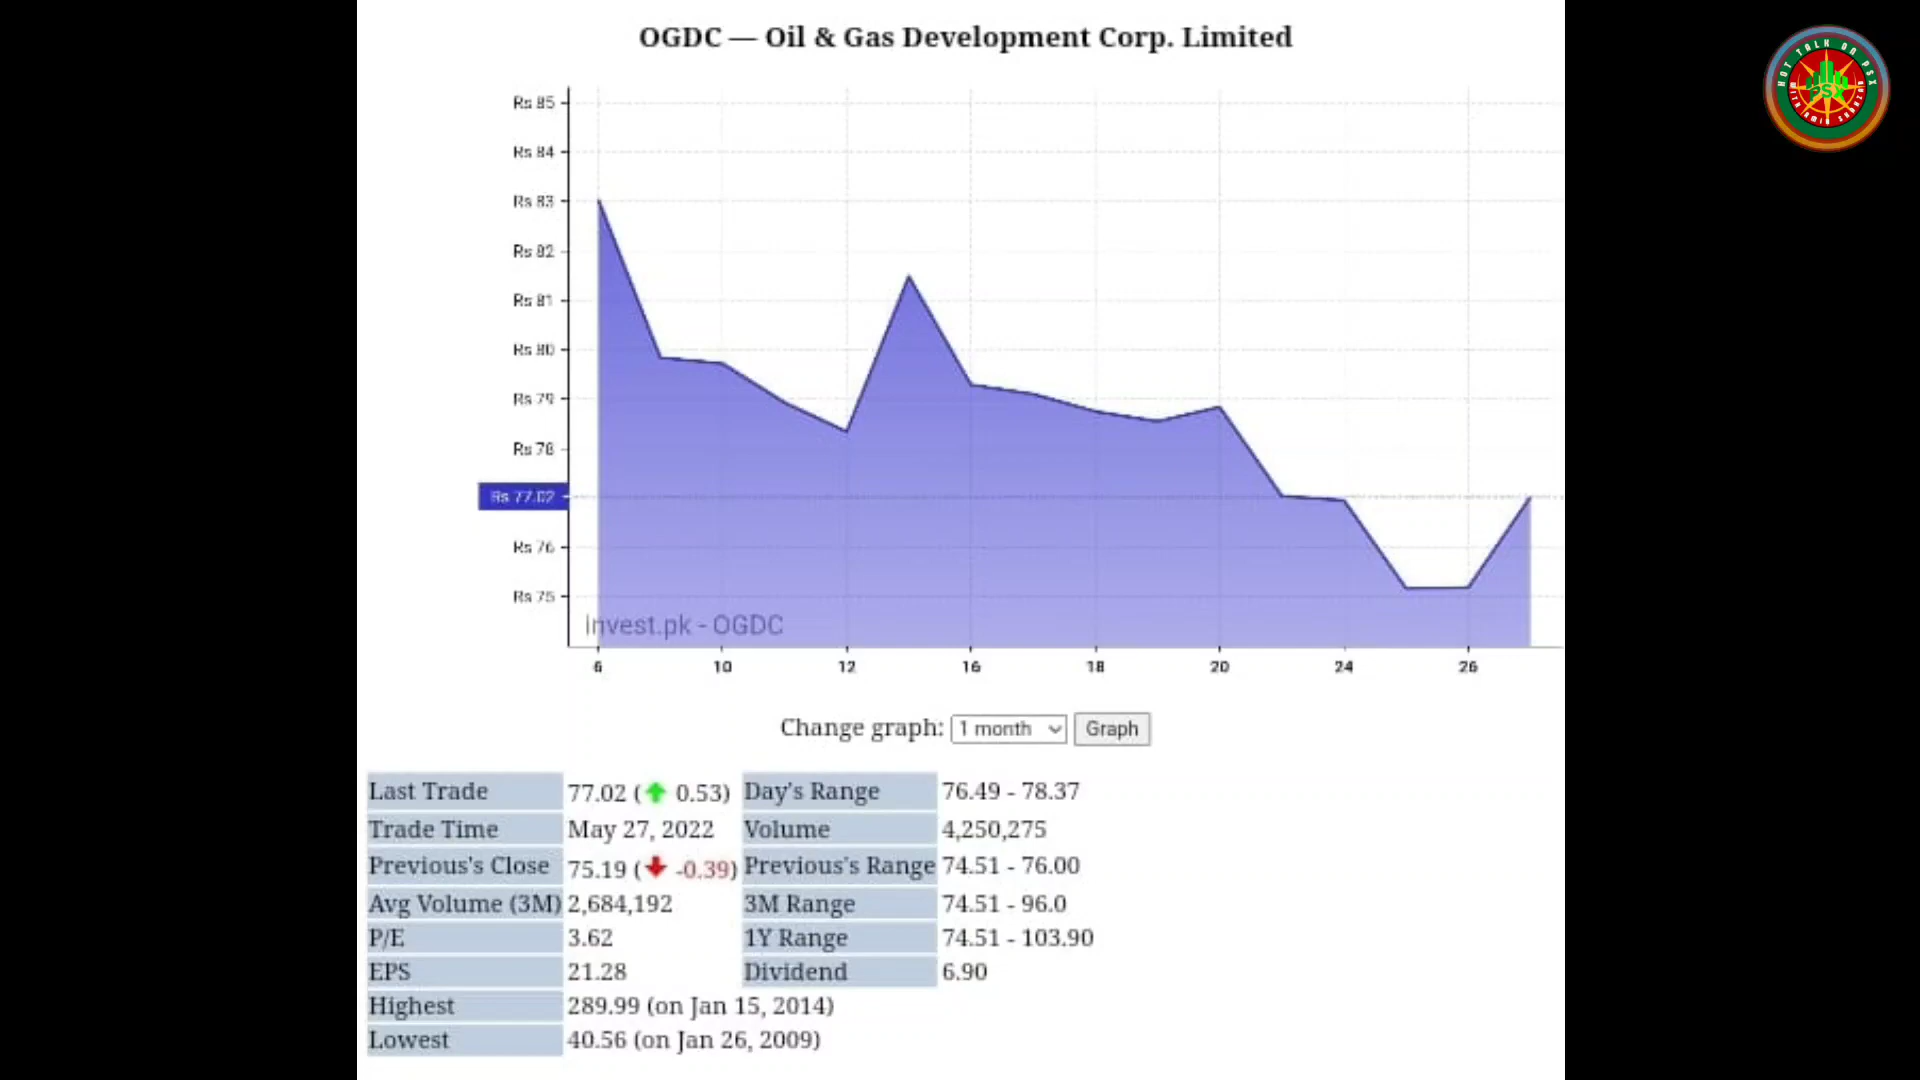 OGDC — Oil & Gas Development Corp. Limited
HOT TALK ON PSX
PSX
Rs 85
Rs 84
Rs 83
Rs 82
Rs 81
Rs 80
Rs 79
Rs 78
Rs 77.02
Rs 76
Rs 75
invest.pk - OGDC
6 10 12 16 18 20 24 26
Change graph: 1 month Graph
Last Trade 77.02 ( 0.53) Day's Range 76.49 - 78.37
Trade Time May 27, 2022 Volume 4,250,275
Previous's Close 75.19 ( -0.39) Previous's Range 74.51 - 76.00
Avg Volume (3M) 2,684,192 3M Range 74.51 - 96.0
P/E 3.62 1Y Range 74.51 - 103.90
EPS 21.28 Dividend 6.90
Highest 289.99 (on Jan 15, 2014)
Lowest 40.56 (on Jan 26, 2009)